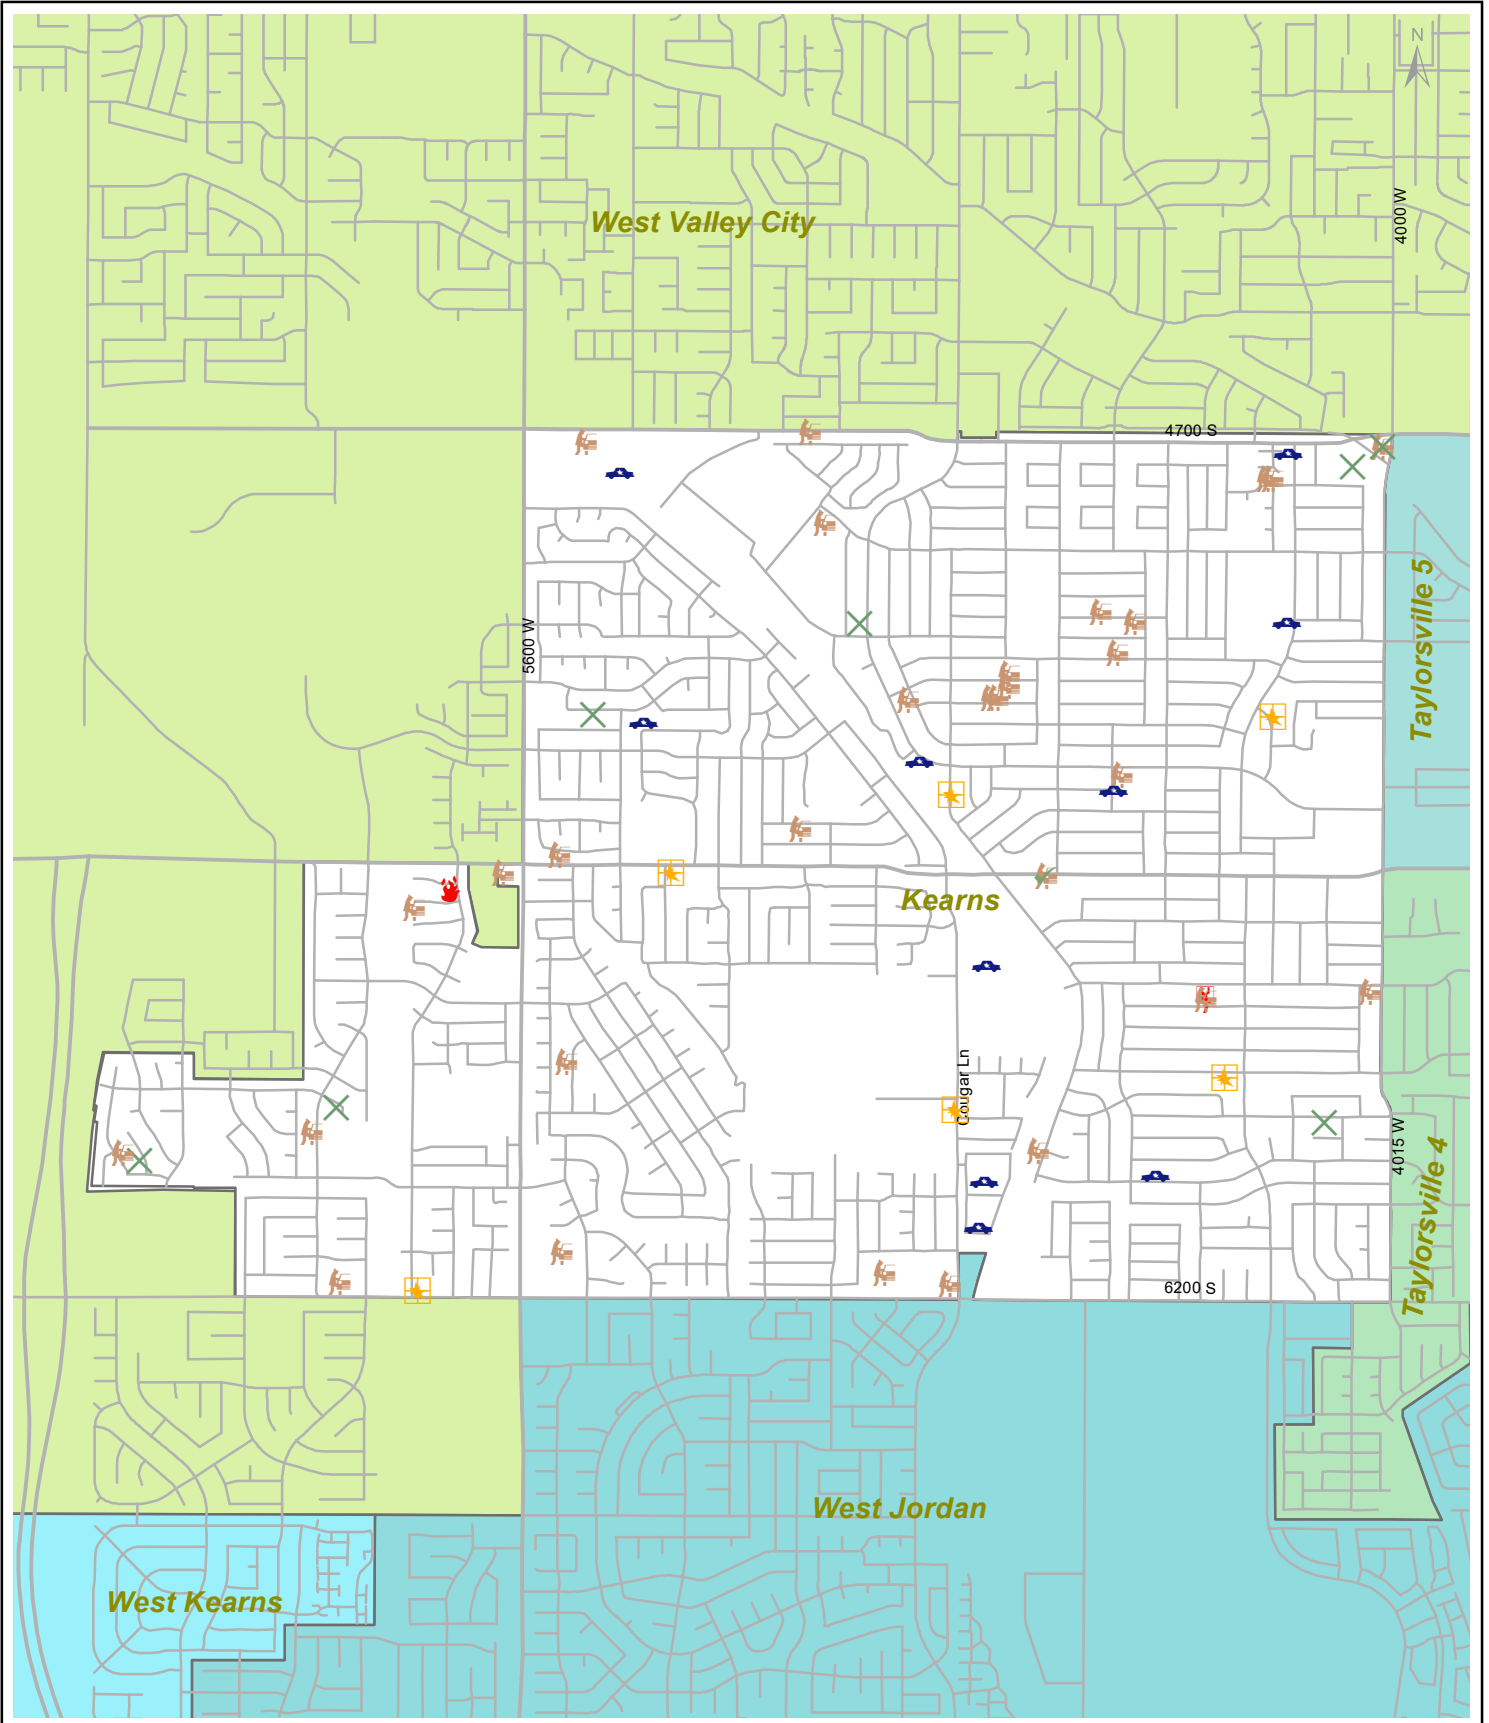 N
4000 W
West Valley City
4700 S
5600 W
Taylorsville 5
Kearns
Cougar Ln
4015 W
Taylorsville 4
6200 S
West Jordan
West Kearns